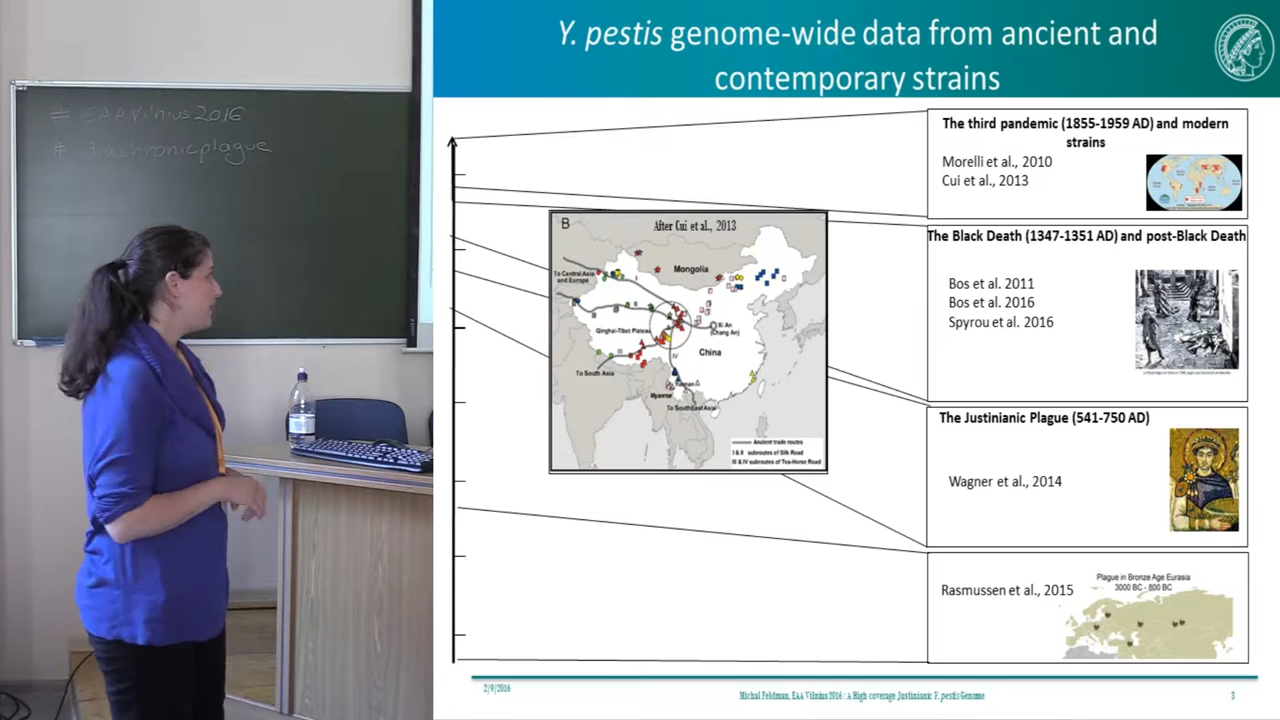 # EAAVilnius2016
# diachronicplague
Y. pestis genome-wide data from ancient and
contemporary strains
The third pandemic (1855-1959 AD) and modern
strains
Morelli et al., 2010
Cui et al., 2013
The Black Death (1347-1351 AD) and post-Black Death
Bos et al. 2011
Bos et al. 2016
Spyrou et al. 2016
B
After Cui et al., 2013
Mongolia
To Central Asia
and Europe
I
II
Qinghai-Tibet Plateau
Xi An
(Chang An)
China
III
IV
To South Asia
Yunnan
Myanmar
To SouthEast Asia
Ancient trade routes
I & II subroutes of Silk Road
III & IV subroutes of Tea-Horse Road
The Justinianic Plague (541-750 AD)
Wagner et al., 2014
Rasmussen et al., 2015
Plague in Bronze Age Eurasia
3000 BC - 800 BC
2/9/2016
Michal Feldman, EAA Vilnius 2016 : A High coverage Justinianic Y. pestis Genome
3